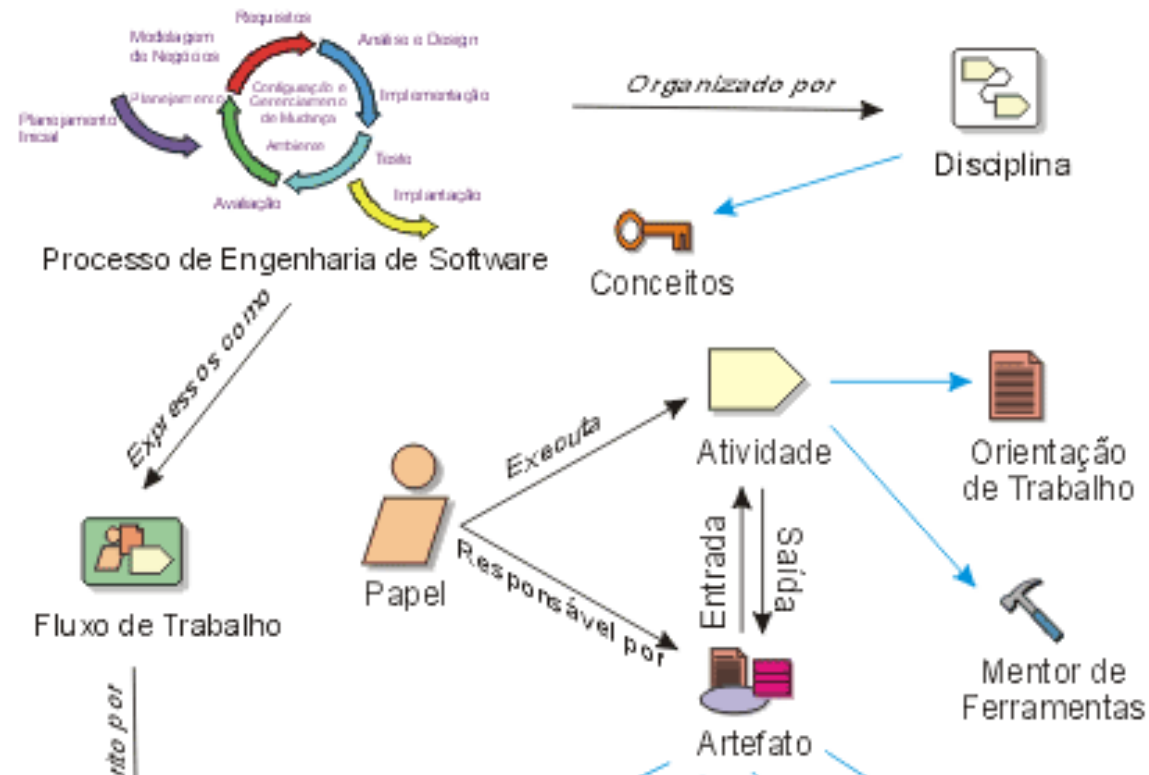 Requisitos
Modelagem
de Negócios
Análise e Design
Planejamento
Configuração e
Gerenciamento
de Mudança
Implementação
Planejamento
Inicial
Ambiente
Teste
Avaliação
Implantação
Processo de Engenharia de Software
Organizado por
Disciplina
Conceitos
Expressos como
Fluxo de Trabalho
Papel
Executa
Responsável por
Atividade
Entrada
Saída
Artefato
Orientação
de Trabalho
Mentor de
Ferramentas
por